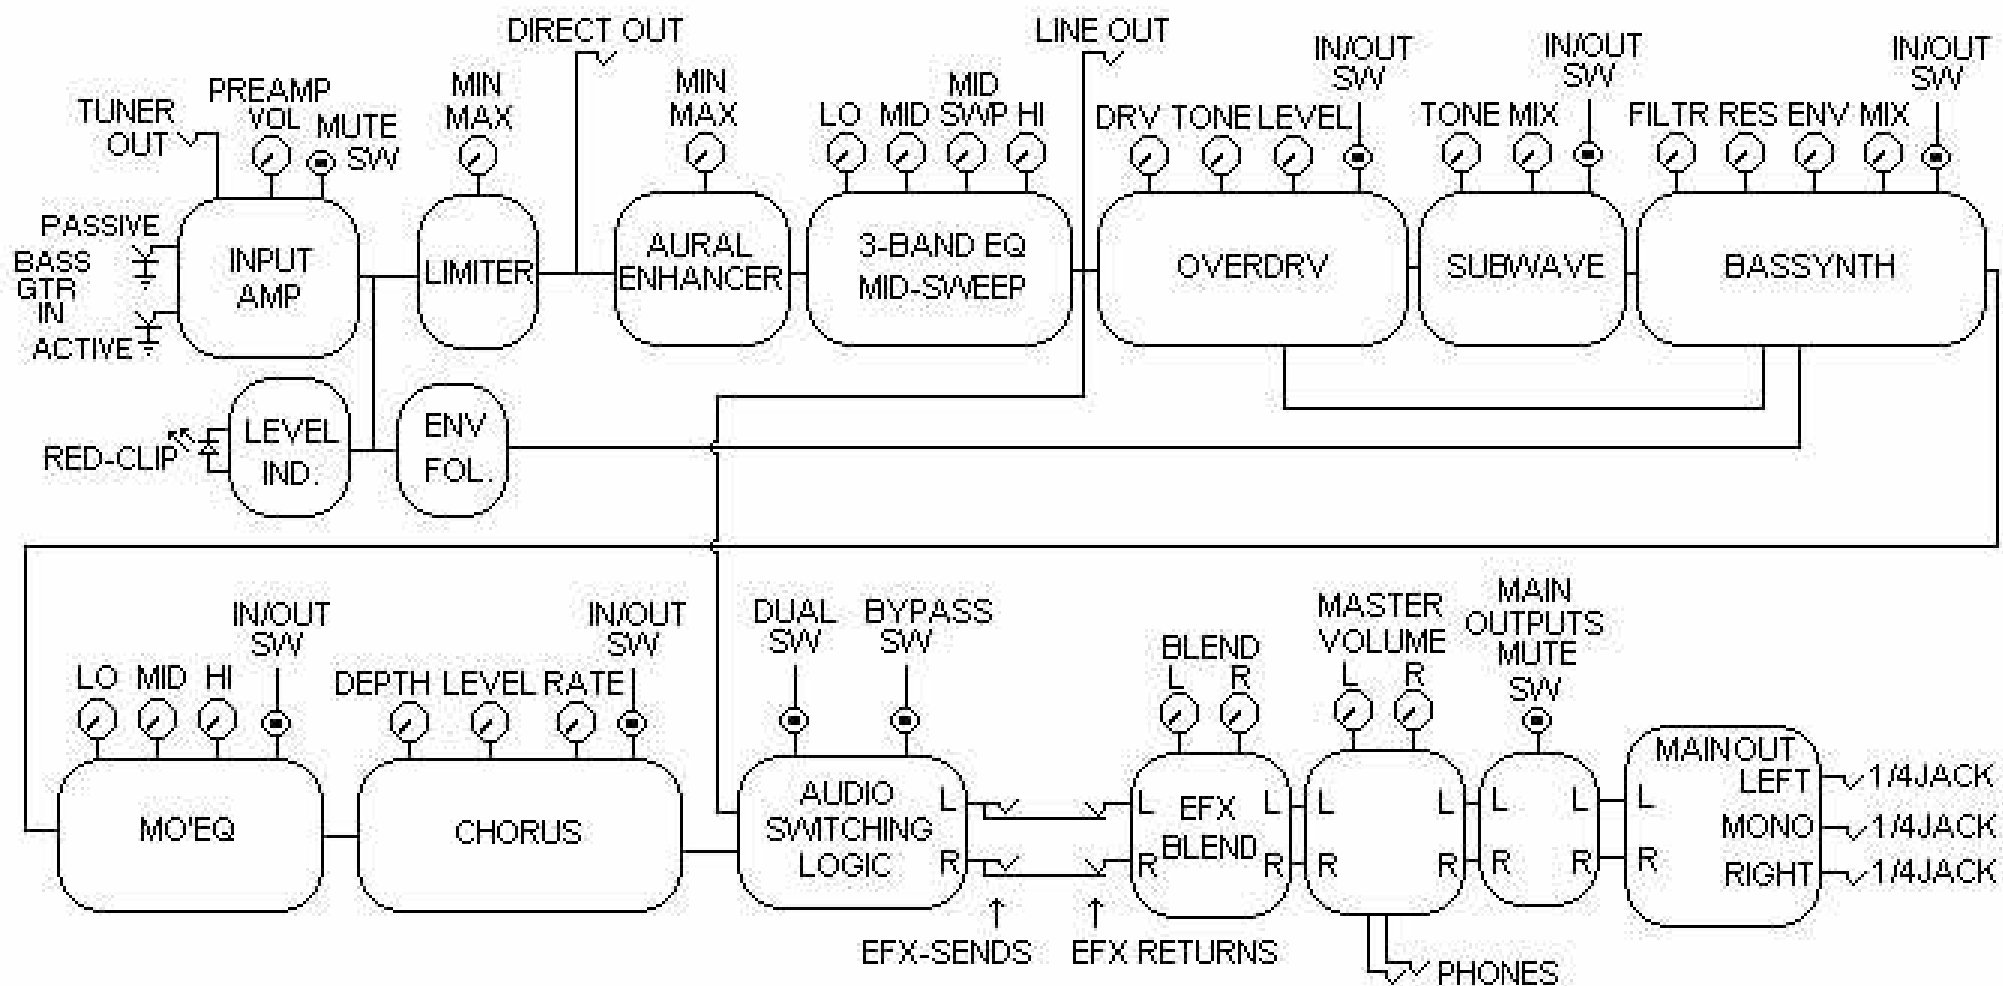 DIRECT OUT
LINE OUT
IN/OUT
SW
IN/OUT
SW
IN/OUT
SW
TUNER
OUT
PREAMP
VOL
MUTE
SW
MIN
MAX
MIN
MAX
LO
MID
MID
SWP
HI
DRV
TONE
LEVEL
TONE
MIX
FILTR
RES
ENV
MIX
PASSIVE
BASS
GTR
IN
ACTIVE
INPUT
AMP
LIMITER
AURAL
ENHANCER
3-BAND EQ
MID-SWEEP
OVERDRV
SUBWAVE
BASSYNTH
RED-CLIP
LEVEL
IND.
ENV
FOL.
LO
MID
HI
IN/OUT
SW
DEPTH
LEVEL
RATE
IN/OUT
SW
DUAL
SW
BYPASS
SW
BLEND
L
R
MASTER
VOLUME
L
R
MAIN
OUTPUTS
MUTE
SW
MO'EQ
CHORUS
AUDIO
SWITCHING
LOGIC
L
R
L
R
EFX
BLEND
L
R
L
R
L
R
L
R
L
R
L
R
MAIN OUT
LEFT
1/4JACK
MONO
1/4JACK
RIGHT
1/4JACK
EFX-SENDS
EFX RETURNS
PHONES